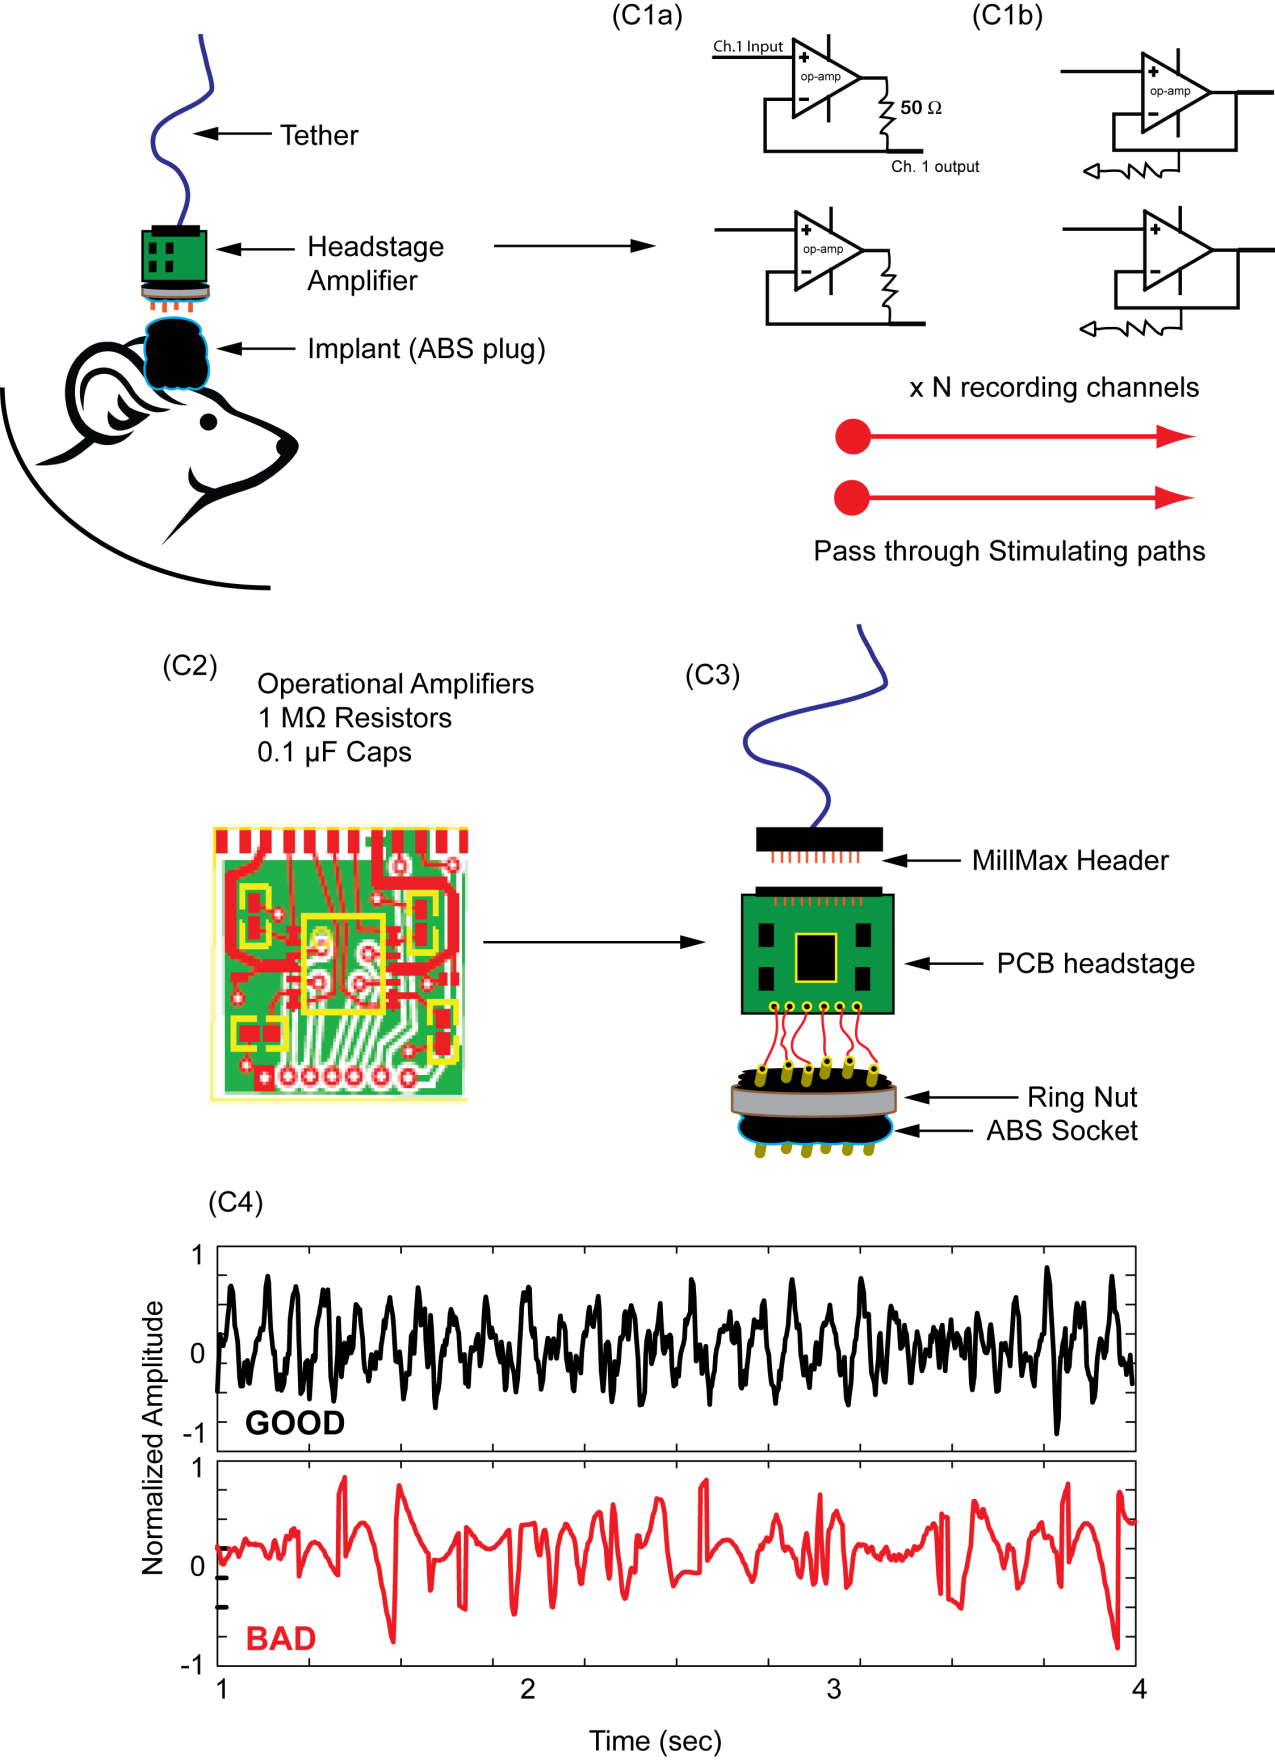 (C1a)
(C1b)
Ch.1 Input
+
op-amp
-
50 Ω
Ch. 1 output
+
op-amp
-
Tether
+
op-amp
-
+
op-amp
-
Headstage
Amplifier
Implant (ABS plug)
x N recording channels
Pass through Stimulating paths
(C2)
Operational Amplifiers
1 MΩ Resistors
0.1 µF Caps
(C3)
MillMax Header
PCB headstage
Ring Nut
ABS Socket
(C4)
Normalized Amplitude
1
0
-1
GOOD
1
0
-1
BAD
1 2 3 4
Time (sec)